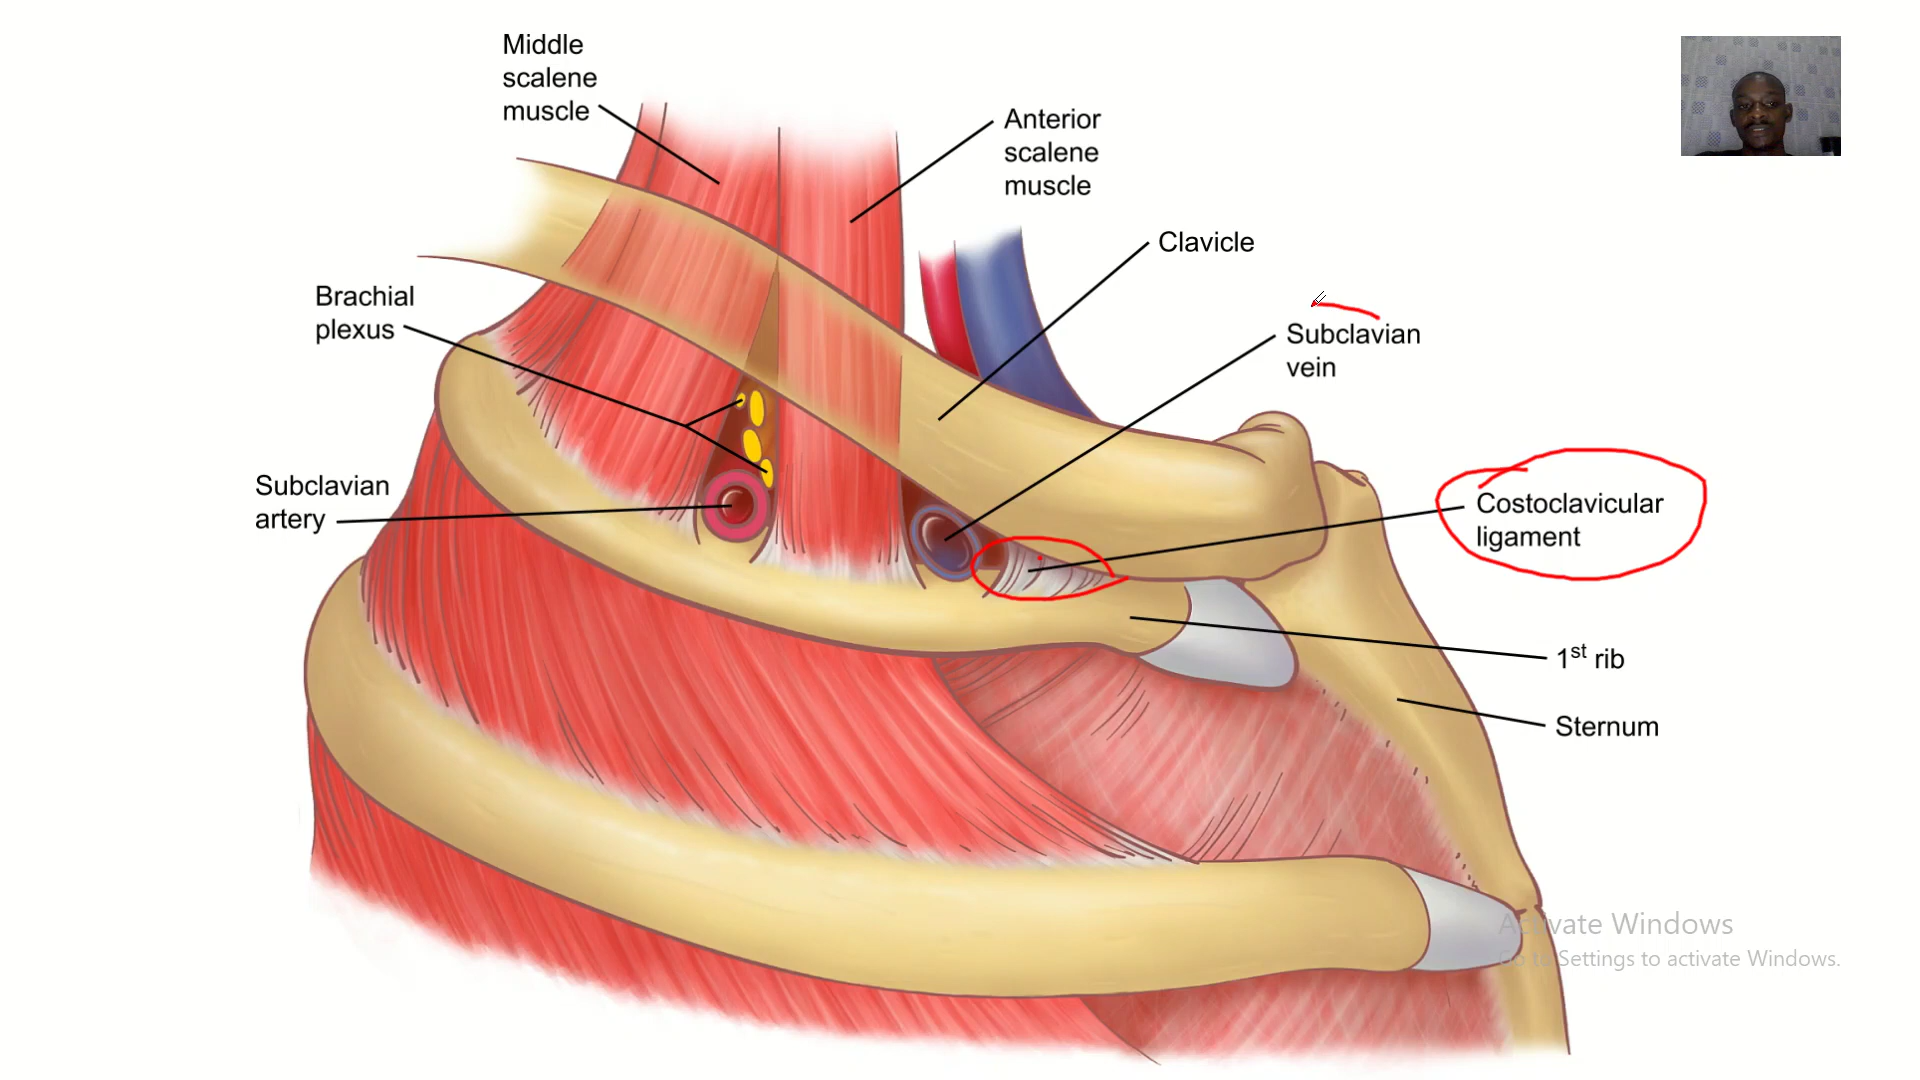 Middle
scalene
muscle
Anterior
scalene
muscle
Clavicle
Brachial
plexus
Subclavian
vein
Subclavian
artery
Costoclavicular
ligament
1st rib
Sternum
Activate Windows
Go to Settings to activate Windows.